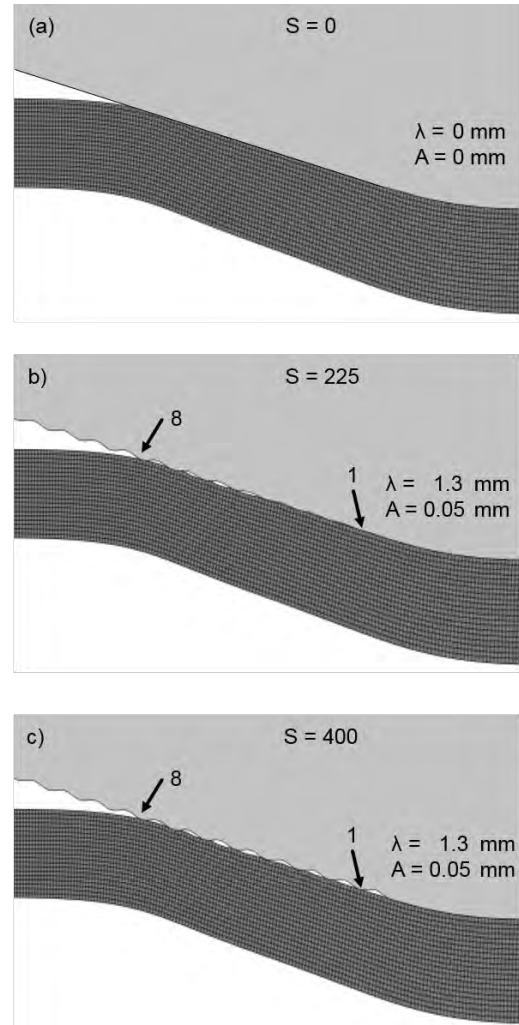 (a) S = 0
λ = 0 mm
A = 0 mm
b) S = 225
8
1 λ = 1.3 mm
A = 0.05 mm
c) S = 400
8
1 λ = 1.3 mm
A = 0.05 mm